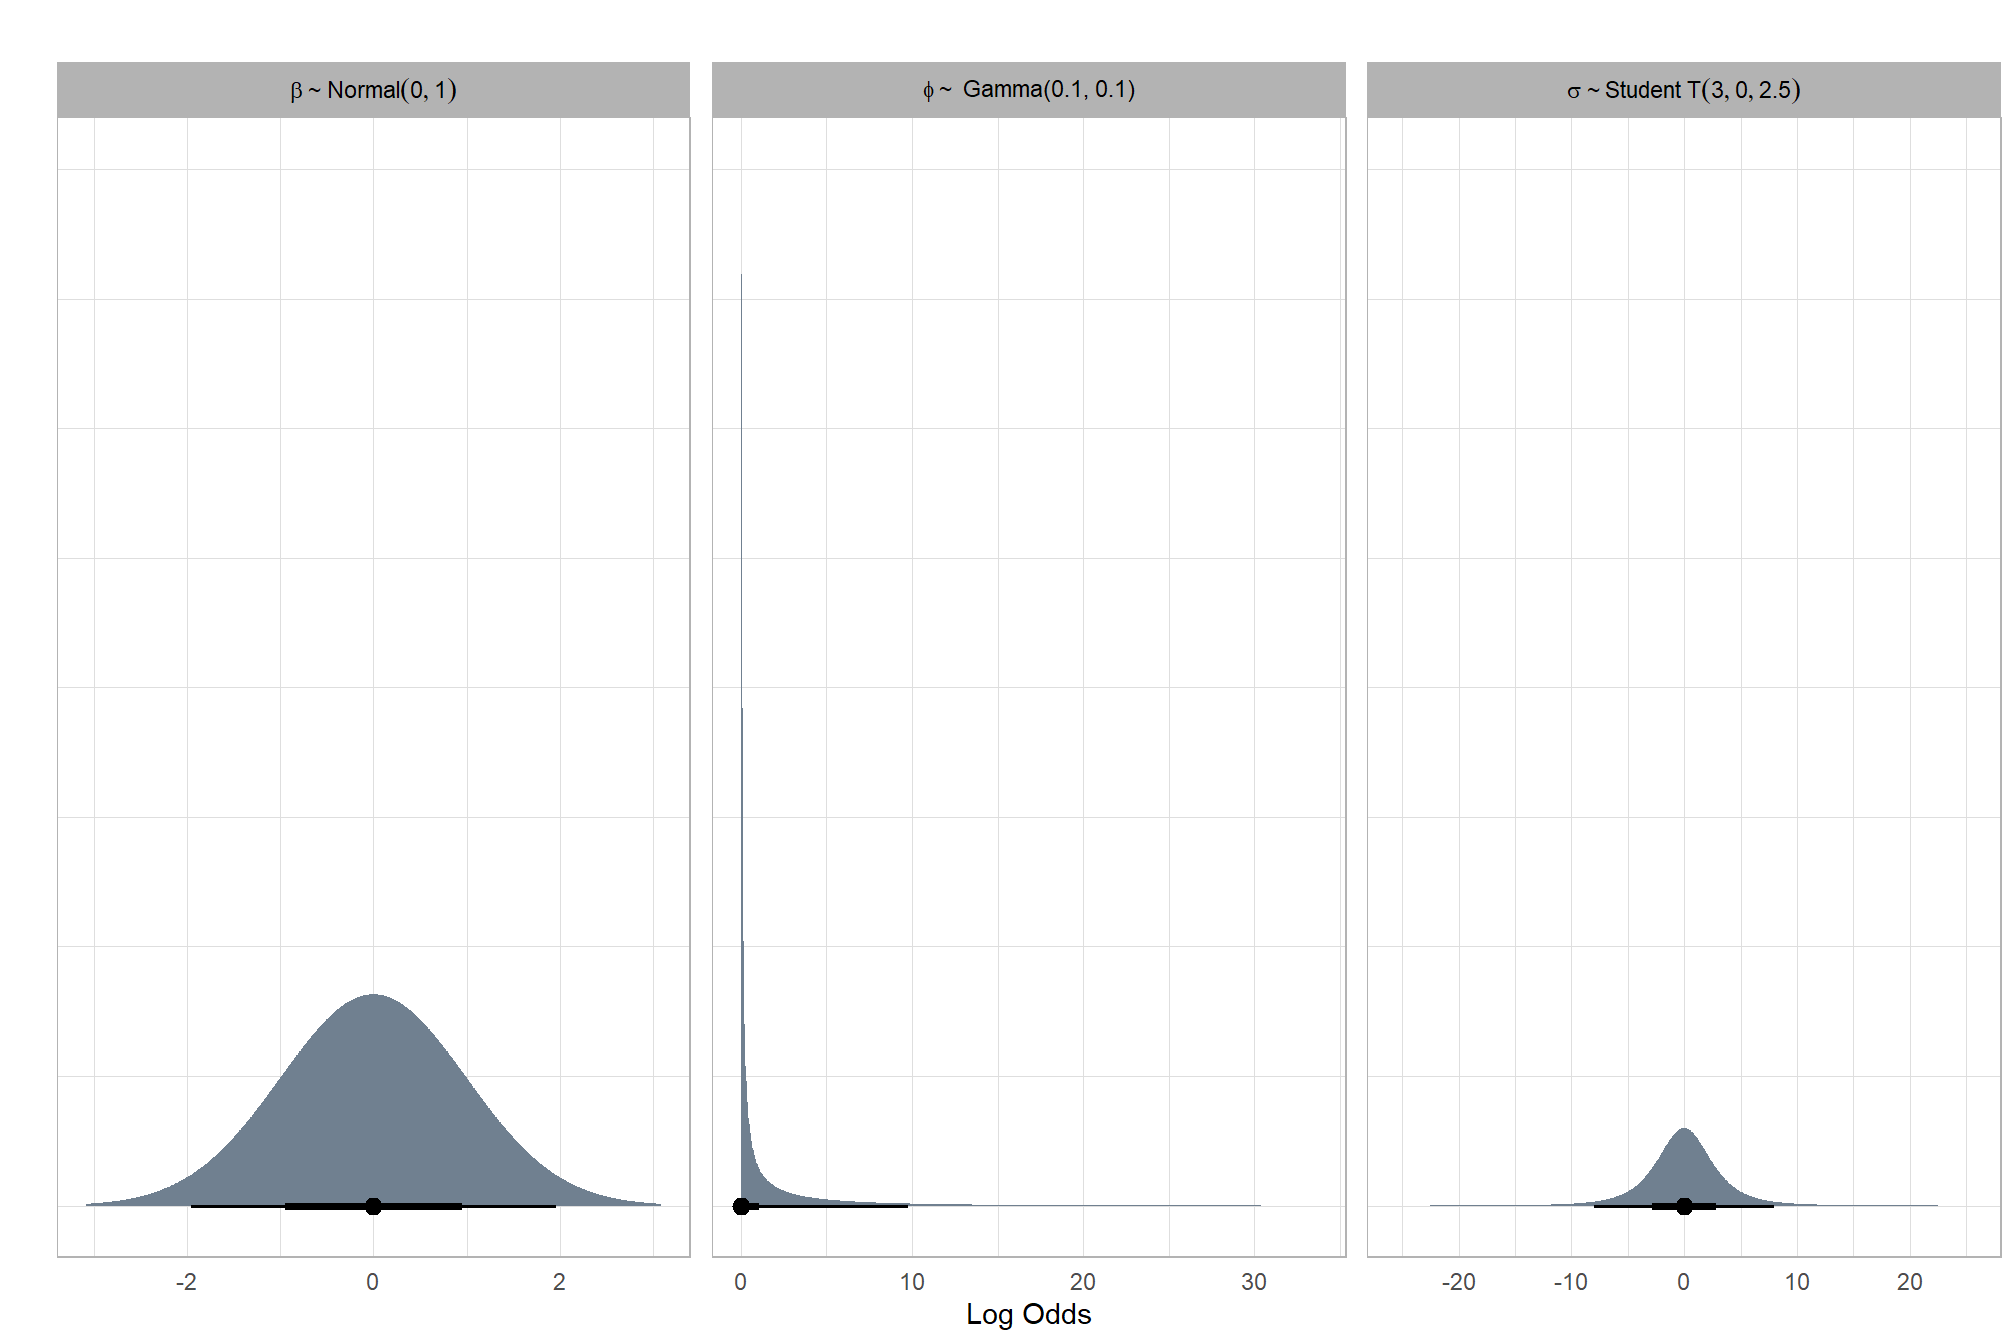 β ~ Normal(0, 1)
ϕ ~ Gamma(0.1, 0.1)
σ ~ Student T(3, 0, 2.5)
-2 0 2
0 10 20 30
-20 -10 0 10 20
Log Odds